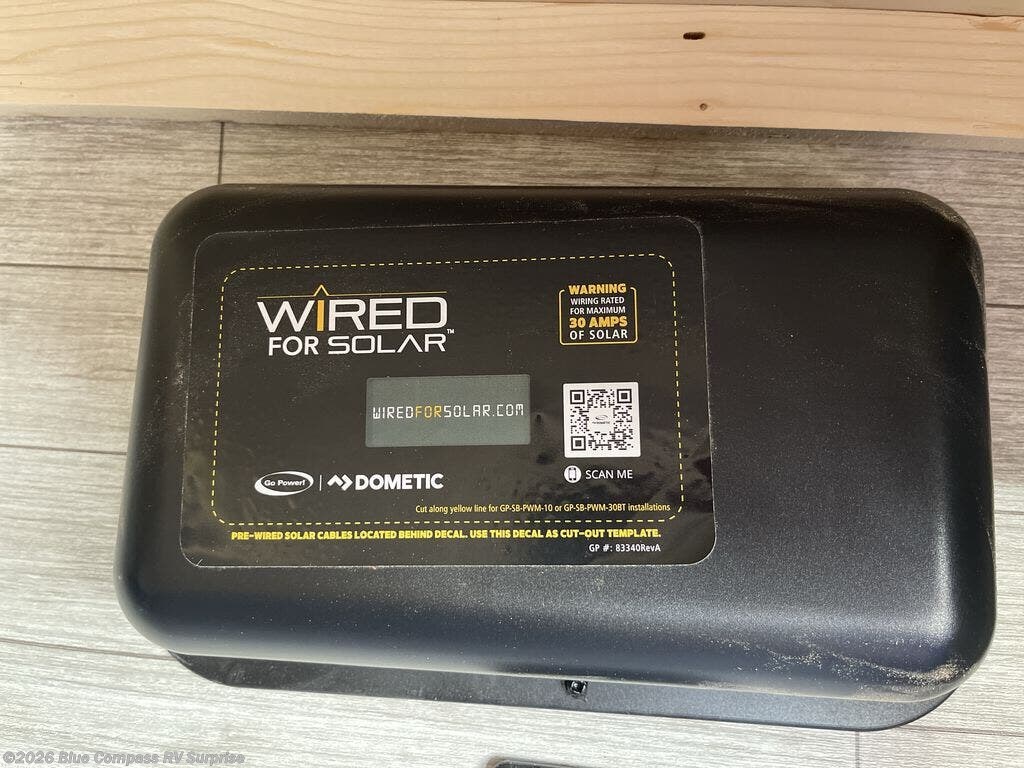 WIRED
FOR SOLAR™
WARNING
WIRING RATED
FOR MAXIMUM
30 AMPS
OF SOLAR
WIREDFORSOLAR.COM
SCAN ME
Go Power! | DOMETIC
Cut along yellow line for GP-SB-PWM-10 or GP-SB-PWM-30BT installations
PRE-WIRED SOLAR CABLES LOCATED BEHIND DECAL. USE THIS DECAL AS CUT-OUT TEMPLATE.
GP #: 83340RevA
©2026 Blue Compass RV Surprise